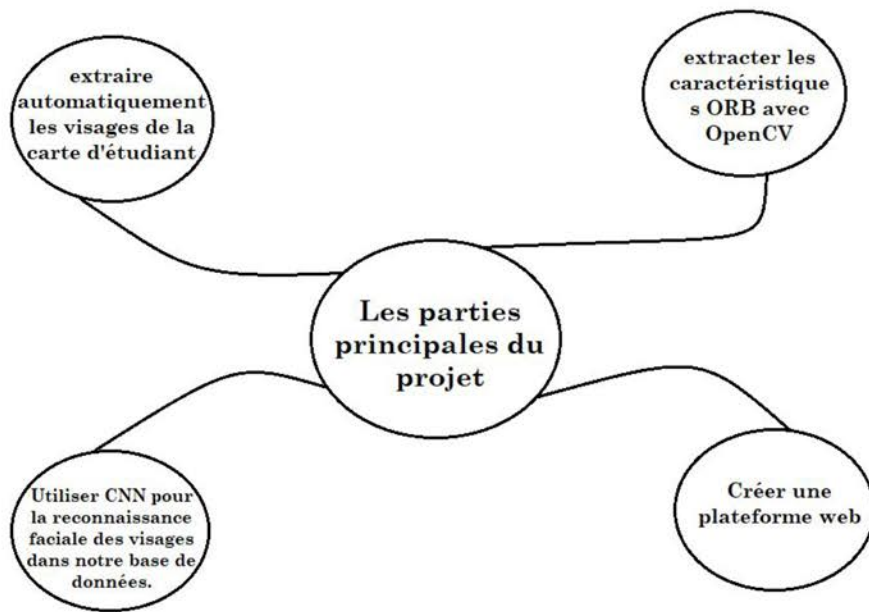 extraire
automatiquement
les visages de la
carte d'étudiant
extracter les
caractéristique
s ORB avec
OpenCV
Les parties
principales du
projet
Utiliser CNN pour
la reconnaissance
faciale des visages
dans notre base de
données.
Créer une
plateforme web